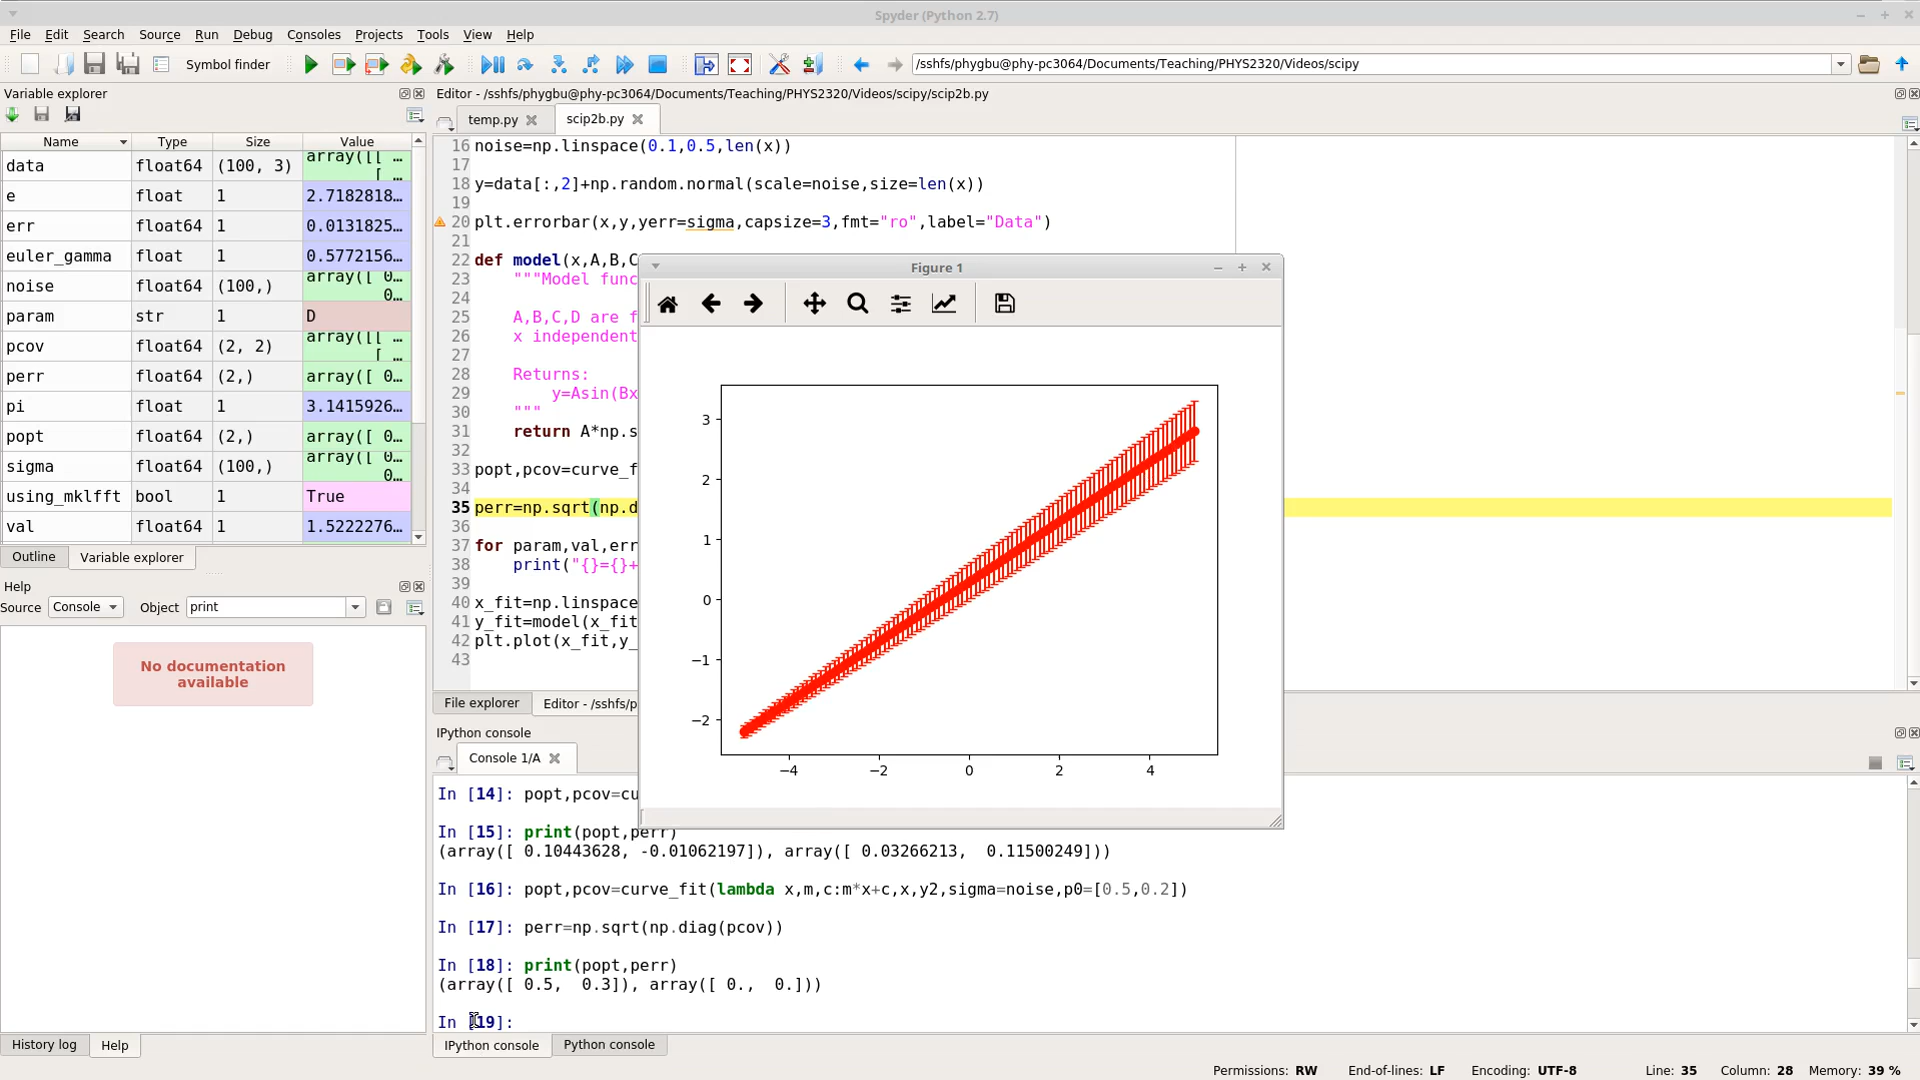 Spyder (Python 2.7)
File Edit Search Source Run Debug Consoles Projects Tools View Help
Symbol finder
/sshfs/phygbu@phy-pc3064/Documents/Teaching/PHYS2320/Videos/scipy
Variable explorer
Name Type Size Value
data float64 (100, 3) array([[ …
[ …
e float 1 2.7182818…
err float 1 0.0131825…
euler_gamma float 1 0.5772156…
noise float64 (100,) array([ 0…
0…
param str 1 D
pcov float64 (2, 2) array([[ …
[ …
perr float64 (2,) array([ 0…
pi float 1 3.1415926…
popt float64 (2,) array([ 0…
sigma float64 (100,) array([ 0…
0…
using_mklfft bool 1 True
val float 1 1.5222276…
Outline Variable explorer
Help
Source Console Object print
No documentation
available
History log Help
Editor - /sshfs/phygbu@phy-pc3064/Documents/Teaching/PHYS2320/Videos/scipy/scip2b.py
temp.py scip2b.py
16 noise=np.linspace(0.1,0.5,len(x))
17
18 y=data[:,2]+np.random.normal(scale=noise,size=len(x))
19
20 plt.errorbar(x,y,yerr=sigma,capsize=3,fmt="ro",label="Data")
21
22 def model(x,A,B,C
23 """Model func
24
25 A,B,C,D are f
26 x independent
27
28 Returns:
29 y=Asin(Bx
30 """
31 return A*np.s
32
33 popt,pcov=curve_f
34
35 perr=np.sqrt(np.d
36
37 for param,val,err
38 print("{}={}+
39
40 x_fit=np.linspace
41 y_fit=model(x_fit
42 plt.plot(x_fit,y_
43
File explorer Editor - /sshfs/p
Figure 1
3
2
1
0
−1
−2
−4 −2 0 2 4
IPython console
Console 1/A
In [14]: popt,pcov=cu
In [15]: print(popt,perr)
(array([ 0.10443628, -0.01062197]), array([ 0.03266213,  0.11500249]))
In [16]: popt,pcov=curve_fit(lambda x,m,c:m*x+c,x,y2,sigma=noise,p0=[0.5,0.2])
In [17]: perr=np.sqrt(np.diag(pcov))
In [18]: print(popt,perr)
(array([ 0.5,  0.3]), array([ 0.,  0.]))
In [19]:
IPython console Python console
Permissions: RW End-of-lines: LF Encoding: UTF-8 Line: 35 Column: 28 Memory: 39 %